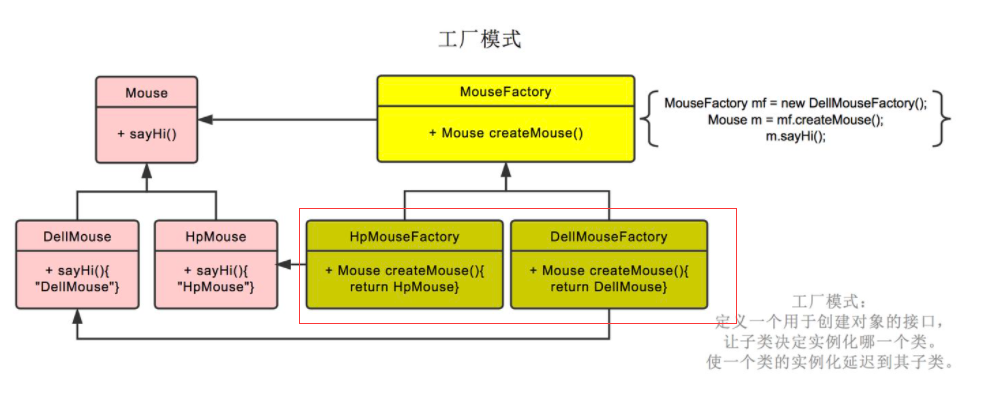 工厂模式
Mouse
+ sayHi()
MouseFactory
+ Mouse createMouse()
MouseFactory mf = new DellMouseFactory();
Mouse m = mf.createMouse();
m.sayHi();
DellMouse
+ sayHi(){
"DellMouse"}
HpMouse
+ sayHi(){
"HpMouse"}
HpMouseFactory
+ Mouse createMouse(){
return HpMouse}
DellMouseFactory
+ Mouse createMouse(){
return DellMouse}
工厂模式：
定义一个用于创建对象的接口，
让子类决定实例化哪一个类。
使一个类的实例化延迟到其子类。